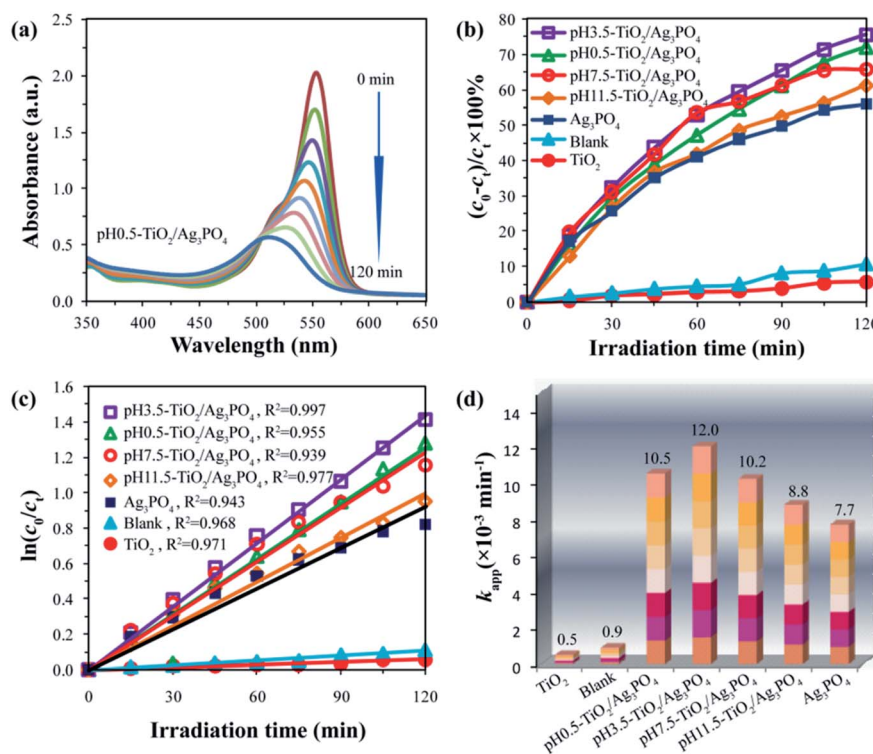 (a)
Absorbance (a.u.)
2.5
2.0
1.5
1.0
0.5
0.0
0 min
120 min
pH0.5-TiO₂/Ag₃PO₄
350 400 450 500 550 600 650
Wavelength (nm)
(b)
(c₀-cₜ)/cₜ×100%
80
70
60
50
40
30
20
10
0
pH3.5-TiO₂/Ag₃PO₄
pH0.5-TiO₂/Ag₃PO₄
pH7.5-TiO₂/Ag₃PO₄
pH11.5-TiO₂/Ag₃PO₄
Ag₃PO₄
Blank
TiO₂
0 30 60 90 120
Irradiation time (min)
(c)
ln(c₀/cₜ)
1.6
1.4
1.2
1.0
0.8
0.6
0.4
0.2
0.0
pH3.5-TiO₂/Ag₃PO₄ , R²=0.997
pH0.5-TiO₂/Ag₃PO₄ , R²=0.955
pH7.5-TiO₂/Ag₃PO₄ , R²=0.939
pH11.5-TiO₂/Ag₃PO₄ , R²=0.977
Ag₃PO₄ , R²=0.943
Blank , R²=0.968
TiO₂ , R²=0.971
0 30 60 90 120
Irradiation time (min)
(d)
k_app(×10⁻³ min⁻¹)
14
12
10
8
6
4
2
0
0.5
0.9
10.5
12.0
10.2
8.8
7.7
TiO₂
Blank
pH0.5-TiO₂/Ag₃PO₄
pH3.5-TiO₂/Ag₃PO₄
pH7.5-TiO₂/Ag₃PO₄
pH11.5-TiO₂/Ag₃PO₄
Ag₃PO₄